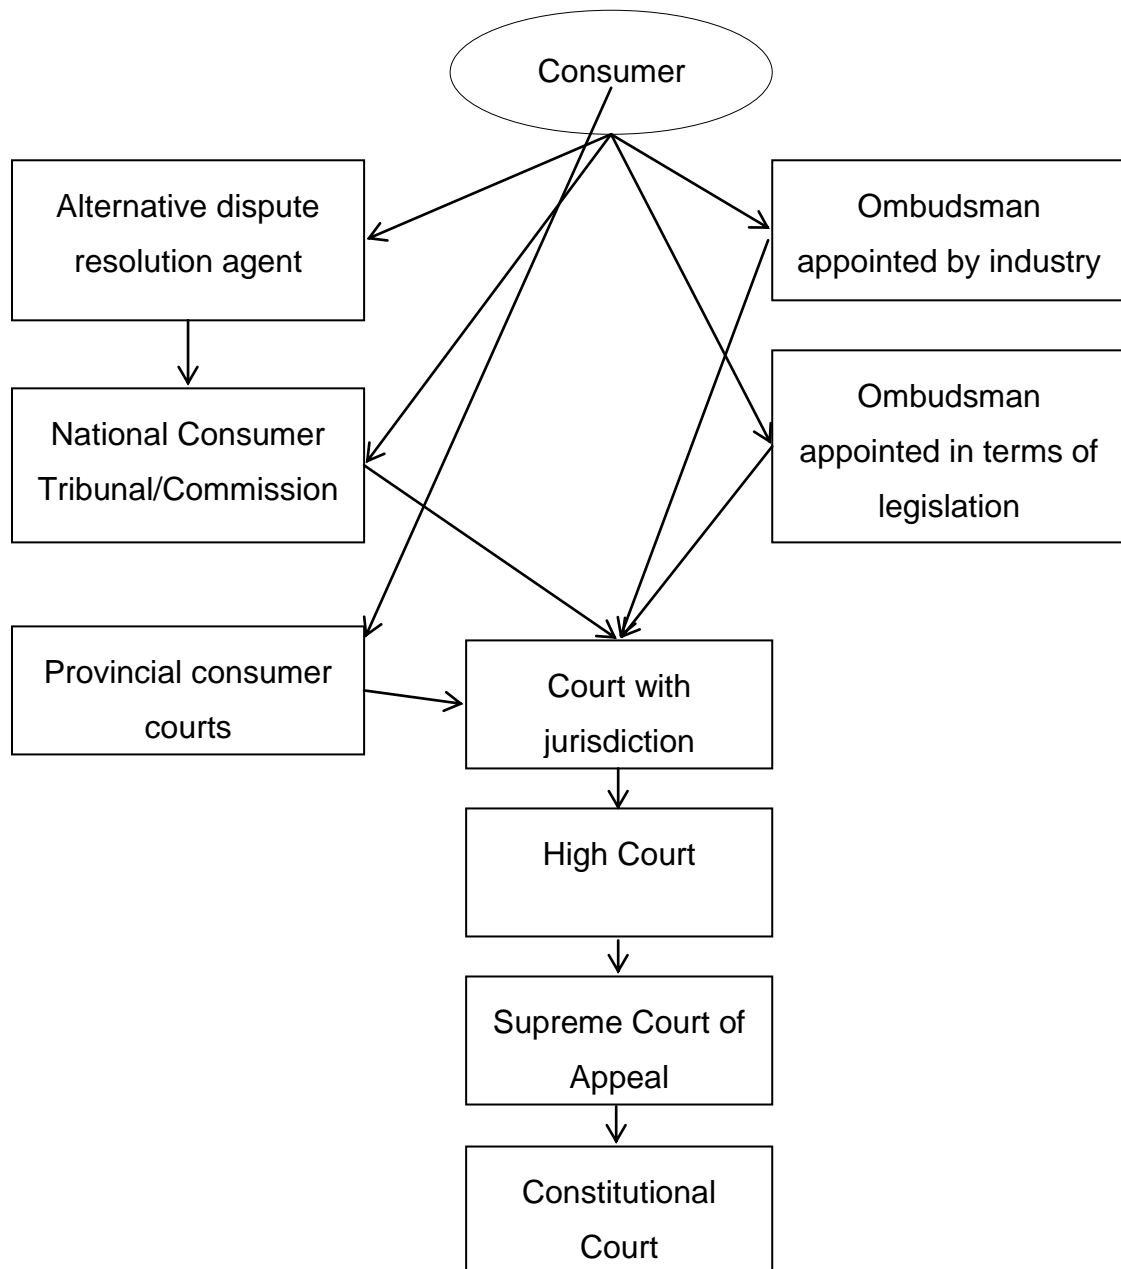 Consumer
Alternative dispute
resolution agent
Ombudsman
appointed by industry
National Consumer
Tribunal/Commission
Ombudsman
appointed in terms of
legislation
Provincial consumer
courts
Court with
jurisdiction
High Court
Supreme Court of
Appeal
Constitutional
Court